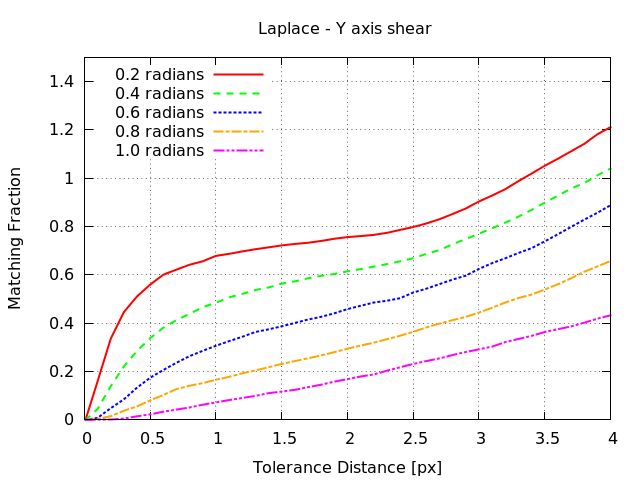 Laplace - Y axis shear
Matching Fraction
1.4
1.2
1
0.8
0.6
0.4
0.2
0
0.2 radians
0.4 radians
0.6 radians
0.8 radians
1.0 radians
0 0.5 1 1.5 2 2.5 3 3.5 4
Tolerance Distance [px]